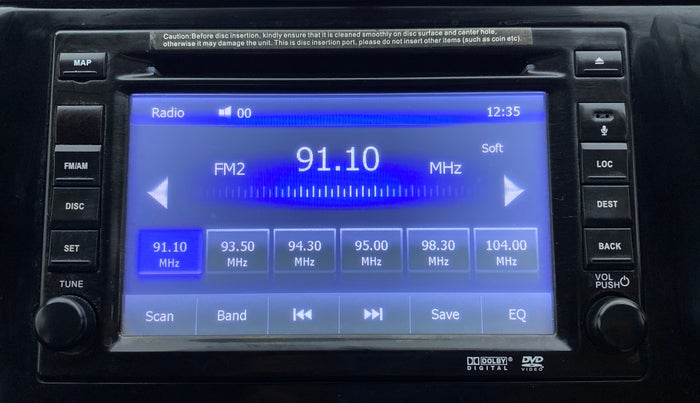 Caution:Before disc insertion, kindly ensure that it is cleaned smoothly on disc surface and center hole,
otherwise it may damage the unit. This is disc insertion port, please do not insert other items (such as coin etc).
MAP
FM/AM
DISC
SET
TUNE
Radio 00 12:35
FM2 91.10 MHz Soft
91.10 MHz
93.50 MHz
94.30 MHz
95.00 MHz
98.30 MHz
104.00 MHz
Scan Band Save EQ
LOC
DEST
BACK
VOL
PUSH
DOLBY®
DIGITAL
DVD
VIDEO